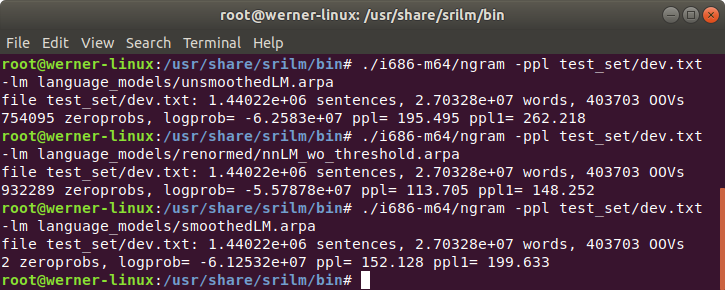 root@werner-linux: /usr/share/srilm/bin
File Edit View Search Terminal Help
root@werner-linux:/usr/share/srilm/bin# ./i686-m64/ngram -ppl test_set/dev.txt
-lm language_models/unsmoothedLM.arpa
file test_set/dev.txt: 1.44022e+06 sentences, 2.70328e+07 words, 403703 OOVs
754095 zeroprobs, logprob= -6.2583e+07 ppl= 195.495 ppl1= 262.218
root@werner-linux:/usr/share/srilm/bin# ./i686-m64/ngram -ppl test_set/dev.txt
-lm language_models/renormed/nnLM_wo_threshold.arpa
file test_set/dev.txt: 1.44022e+06 sentences, 2.70328e+07 words, 403703 OOVs
932289 zeroprobs, logprob= -5.57878e+07 ppl= 113.705 ppl1= 148.252
root@werner-linux:/usr/share/srilm/bin# ./i686-m64/ngram -ppl test_set/dev.txt
-lm language_models/smoothedLM.arpa
file test_set/dev.txt: 1.44022e+06 sentences, 2.70328e+07 words, 403703 OOVs
2 zeroprobs, logprob= -6.12532e+07 ppl= 152.128 ppl1= 199.633
root@werner-linux:/usr/share/srilm/bin#